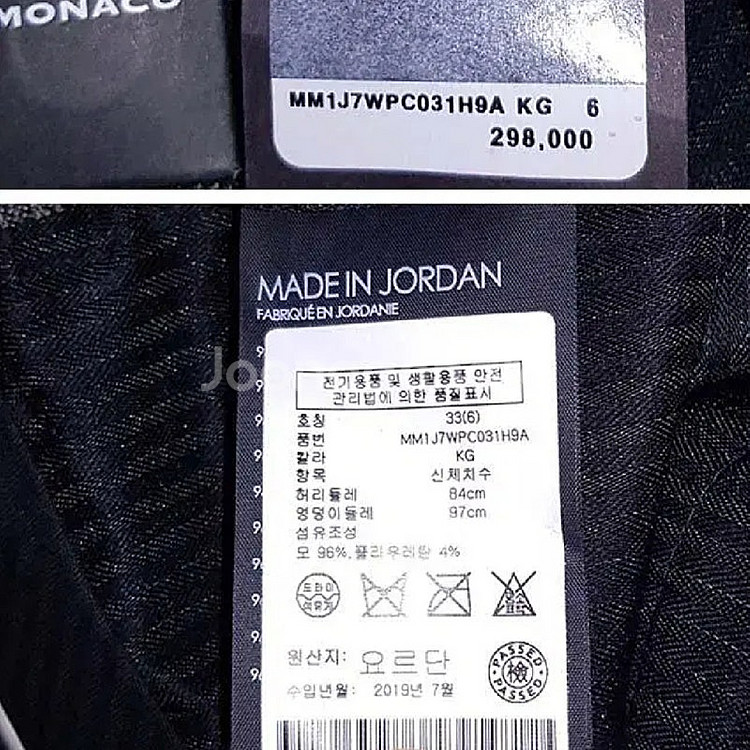 MONACO
MM1J7WPC031H9A KG 6
298,000
MADE IN JORDAN
FABRIQUÉ EN JORDANIE
전기용품 및 생활용품 안전
관리법에 의한 품질표시
호칭 33(6)
품번 MM1J7WPC031H9A
칼라 KG
항목 신체치수
허리둘레 84cm
엉덩이둘레 97cm
섬유조성
모 96%, 폴리우레탄 4%
드라이
원산지: 요르단
PASSED 檢 PASSED
수입년월: 2019년 7월